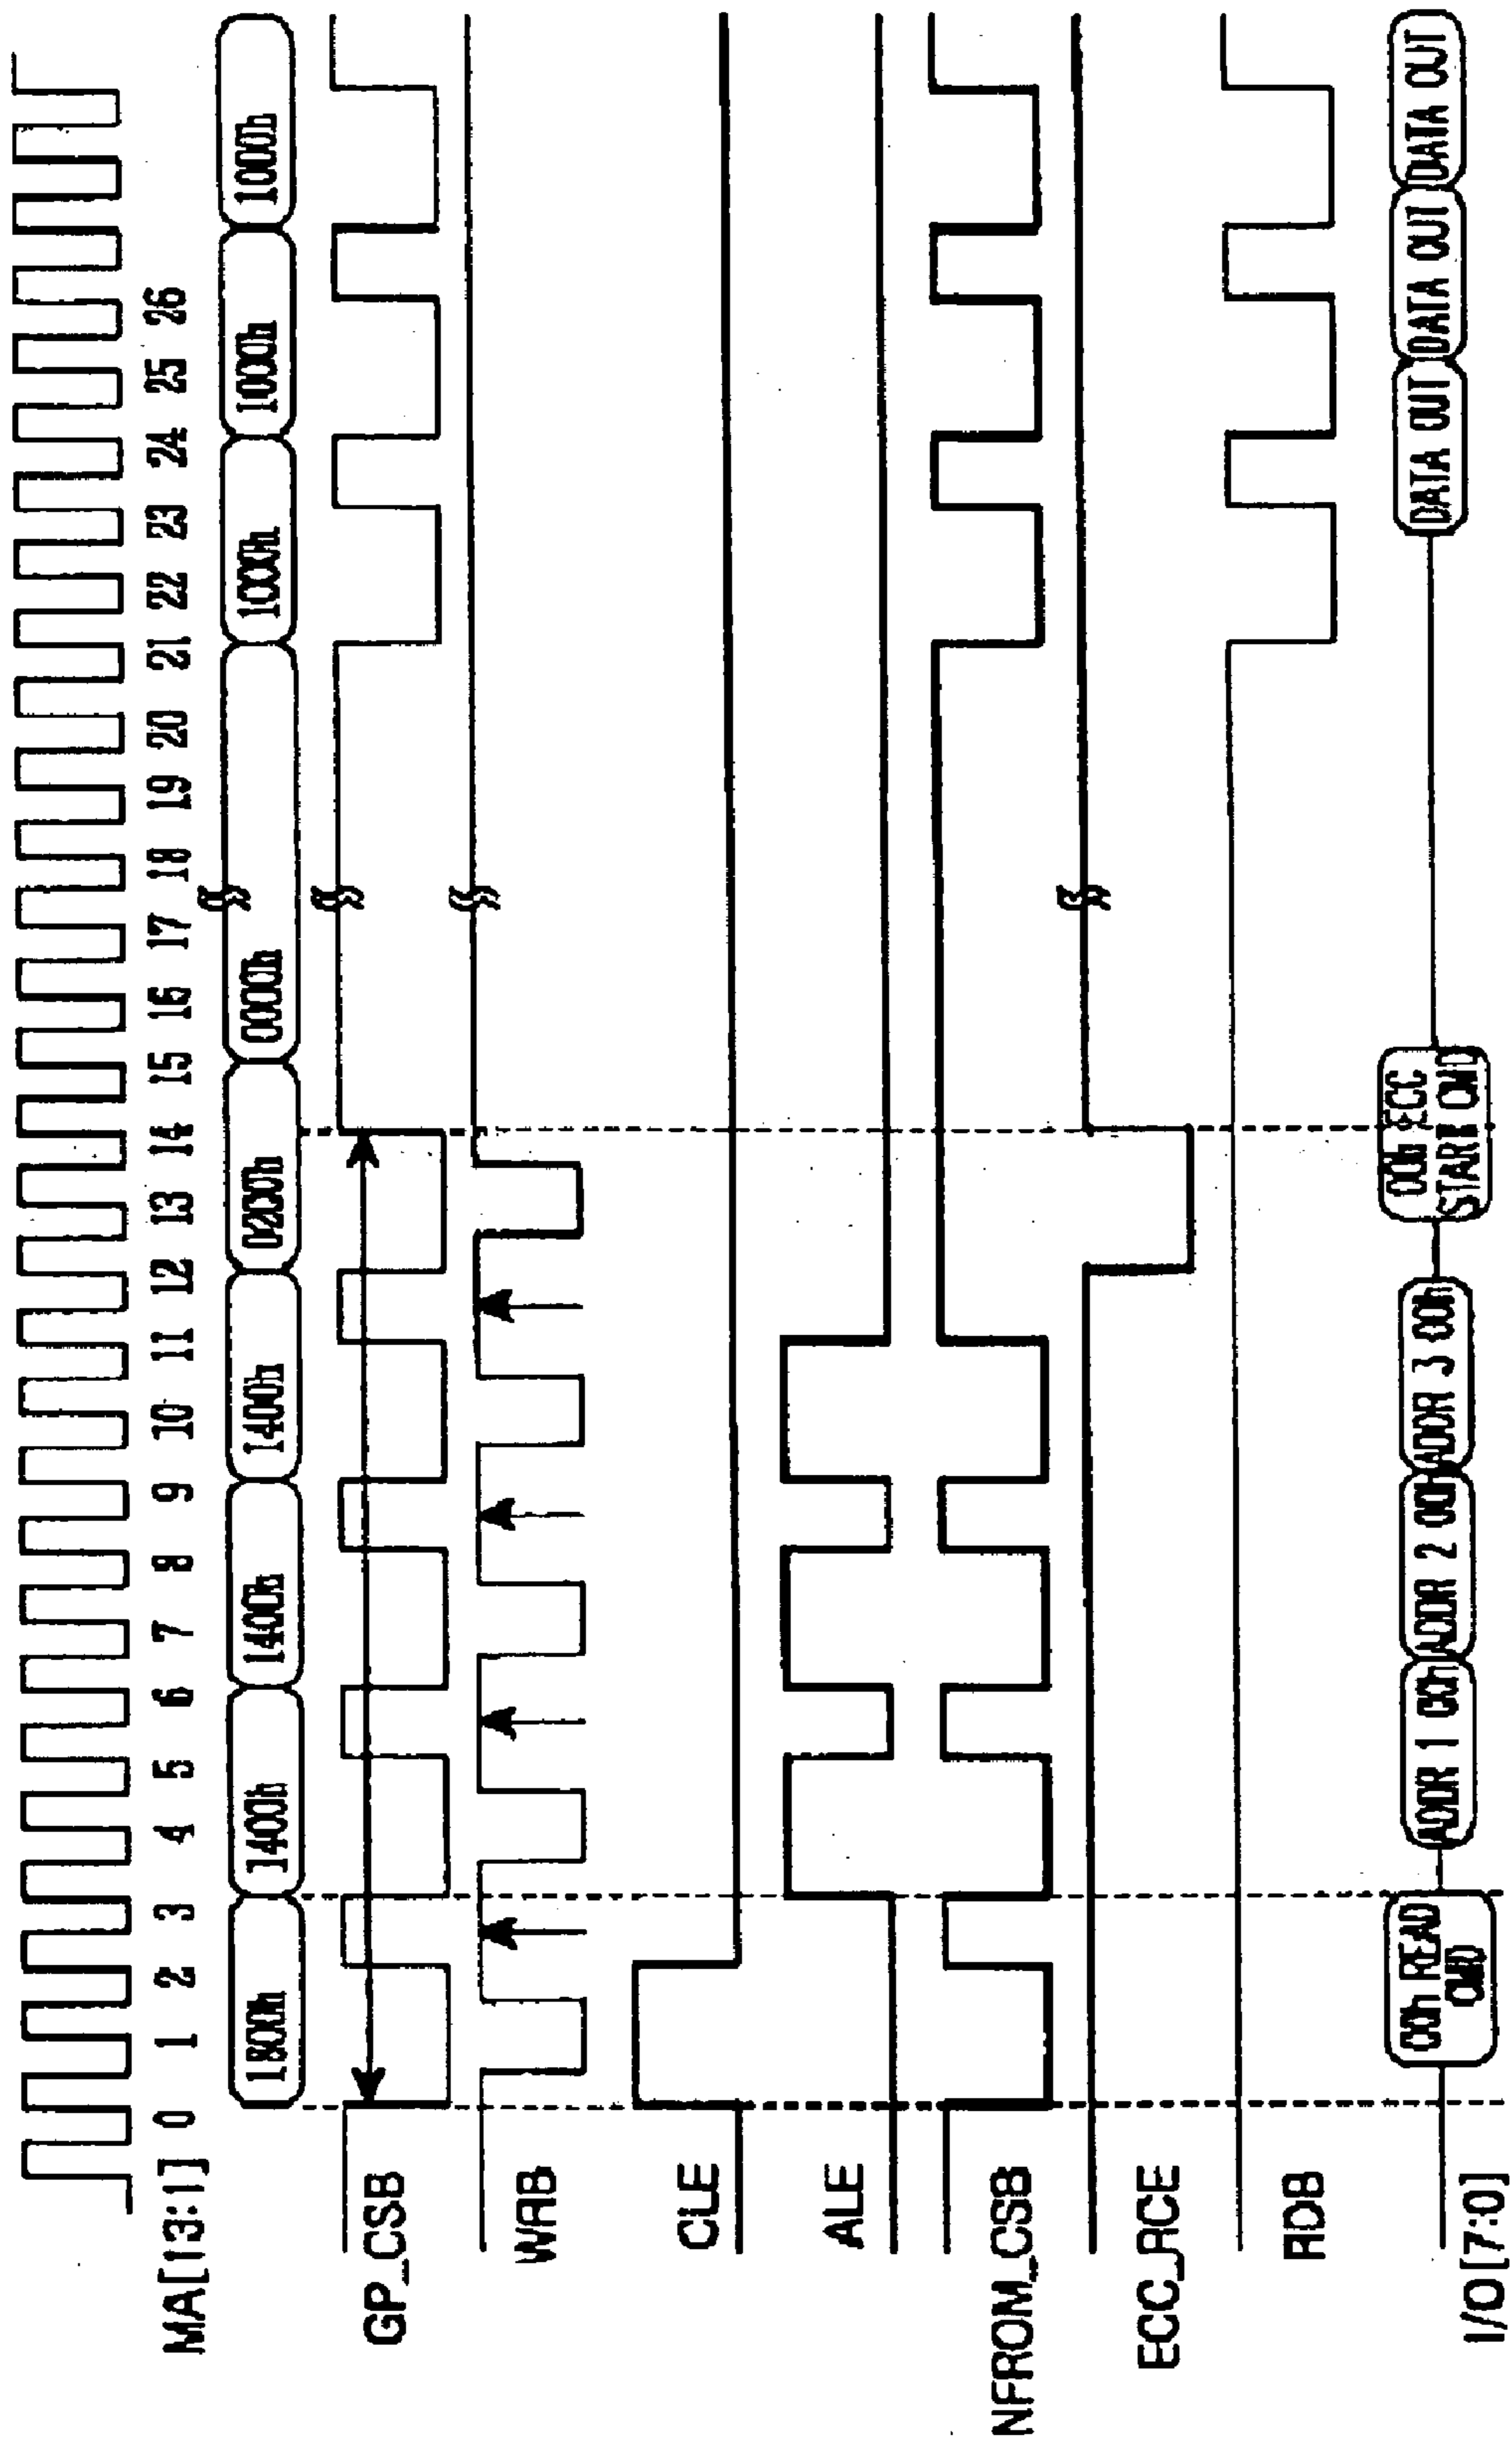 MA[13:1] 0 1 2 3 4 5 6 7 8 9 10 11 12 13 14 15 16 17 18 19 20 21 22 23 24 25 26
1800h 1400h 1400h 1400h 0200h 0000h 1000h 1000h 1000h
GP_CSB
WRB
CLE
ALE
NFROM_CSB
ECC_RCE
RDB
I/O[7:0]
00h READ
CMD
ADDR 1 00h ADDR 2 00h ADDR 3 00h
00h ECC
START CMD
DATA OUT DATA OUT DATA OUT